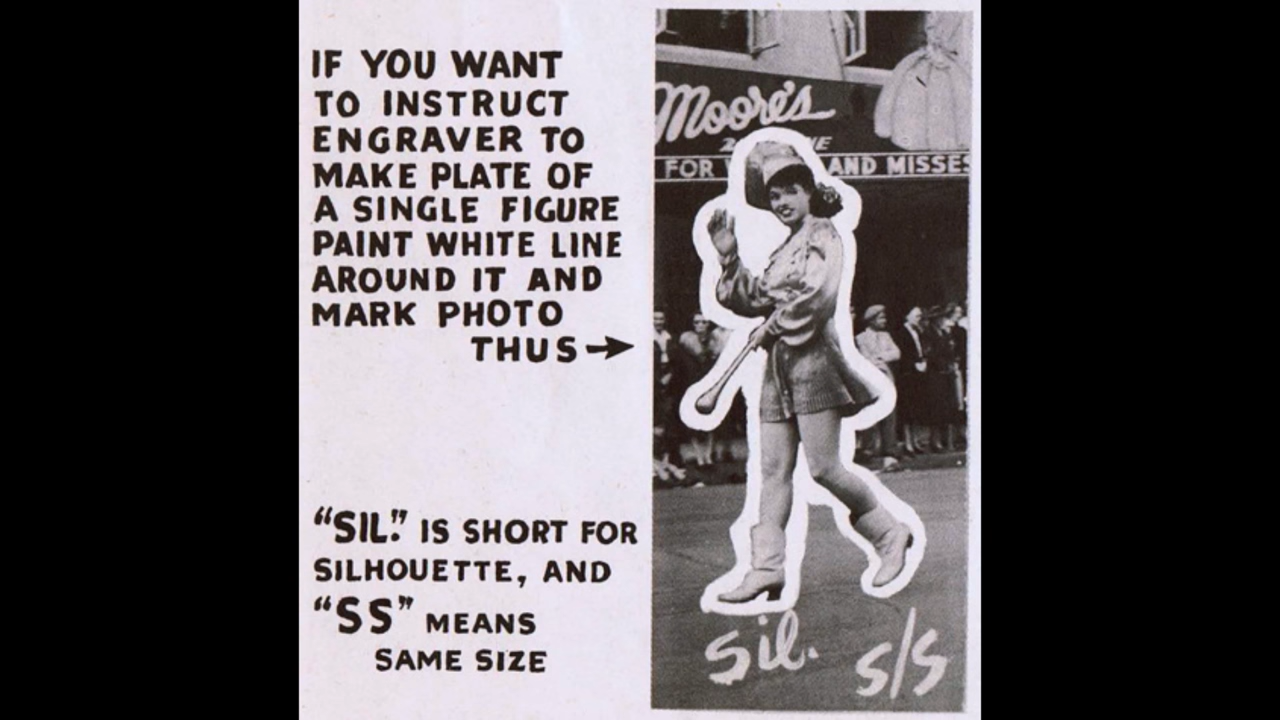 IF YOU WANT
TO INSTRUCT
ENGRAVER TO
MAKE PLATE OF
A SINGLE FIGURE
PAINT WHITE LINE
AROUND IT AND
MARK PHOTO
THUS→
"SIL." IS SHORT FOR
SILHOUETTE, AND
"SS" MEANS
SAME SIZE
Moore's
FOR
AND MISSES
sil.
s/s